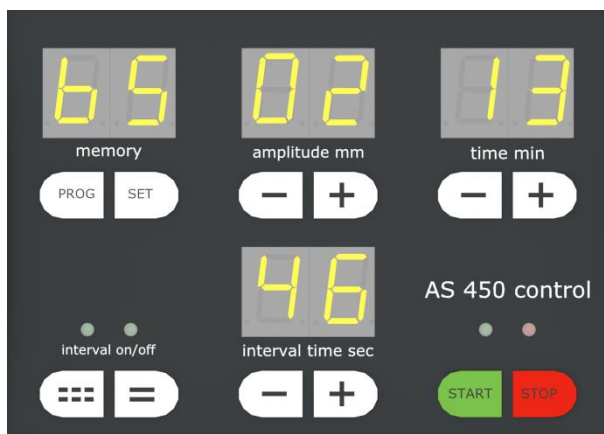 b5 02 13
memory amplitude mm time min
PROG SET - + - +
46
AS 450 control
interval on/off interval time sec
= - + START STOP